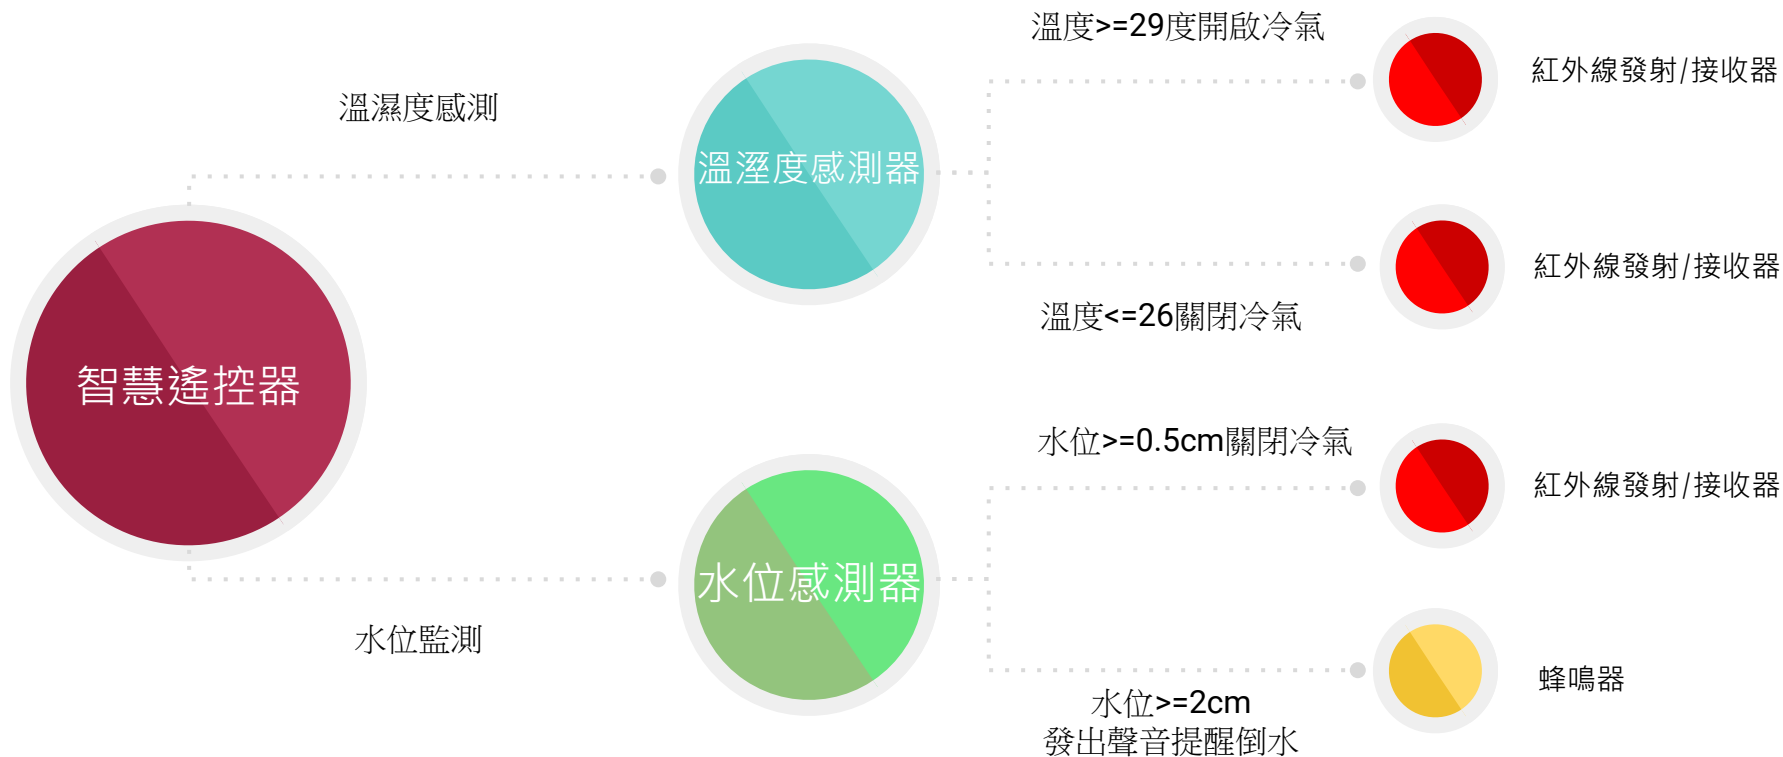 溫度>=29度開啟冷氣
紅外線發射/接收器
溫濕度感測
溫溼度感測器
紅外線發射/接收器
溫度<=26關閉冷氣
智慧遙控器
水位>=0.5cm關閉冷氣
紅外線發射/接收器
水位感測器
水位監測
蜂鳴器
水位>=2cm
發出聲音提醒倒水